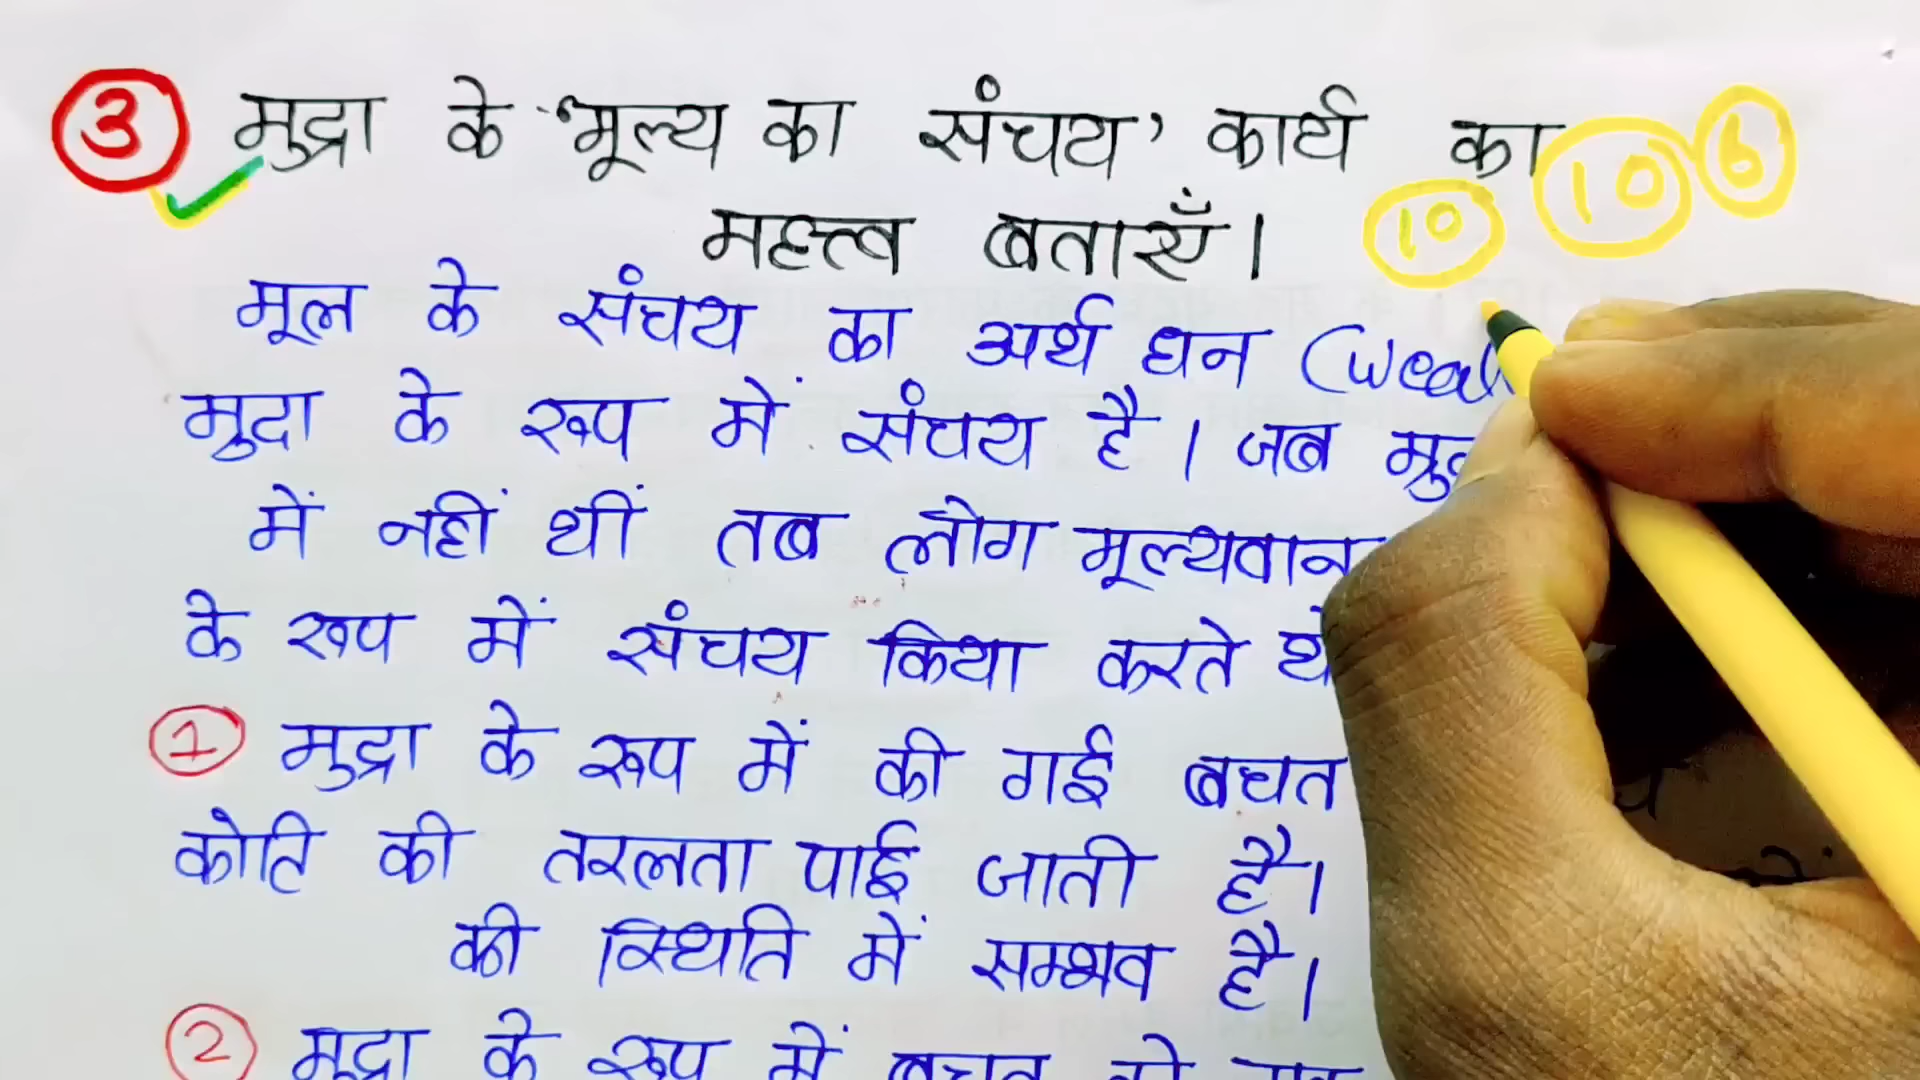 3 मुद्रा के 'मूल्य का संचय' कार्य का 10 6
महत्त्व बताएँ। 10
मूल के संचय का अर्थ धन
मुद्रा के रूप में संचय है। जब
में नहीं थीं तब लोग मूल्यवान
के रूप में संचय किया करते
1 मुद्रा के रूप में की गई बचत
कोटि की तरलता पाई जाती है।
की स्थिति में सम्भव है।
2 मुद्रा के रूप में बचत